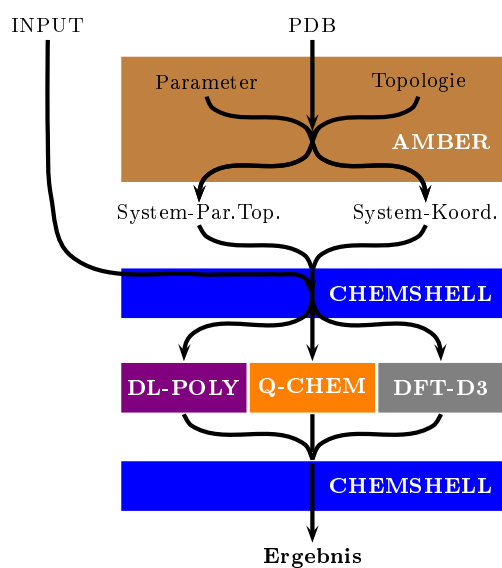 INPUT PDB
Parameter Topologie
AMBER
System-Par.Top. System-Koord.
CHEMSHELL
DL-POLY Q-CHEM DFT-D3
CHEMSHELL
Ergebnis